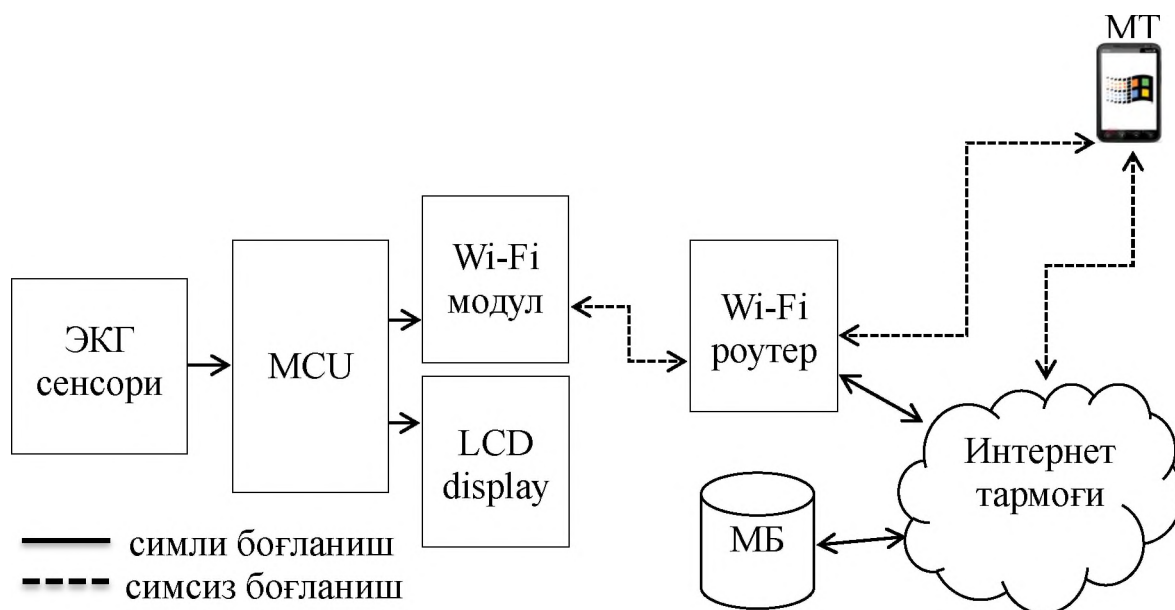 МТ
Wi-Fi
модул
ЭКГ
сенсори
MCU
LCD
display
Wi-Fi
роутер
Интернет
тармоғи
МБ
симли боғланиш
симсиз боғланиш